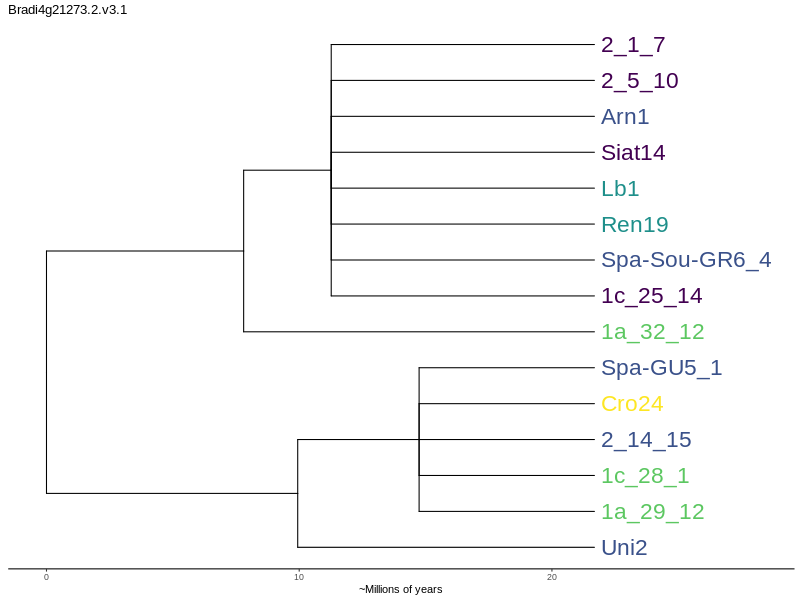 Bradi4g21273.2.v3.1
2_1_7
2_5_10
Arn1
Siat14
Lb1
Ren19
Spa-Sou-GR6_4
1c_25_14
1a_32_12
Spa-GU5_1
Cro24
2_14_15
1c_28_1
1a_29_12
Uni2
0 10 20
~Millions of years